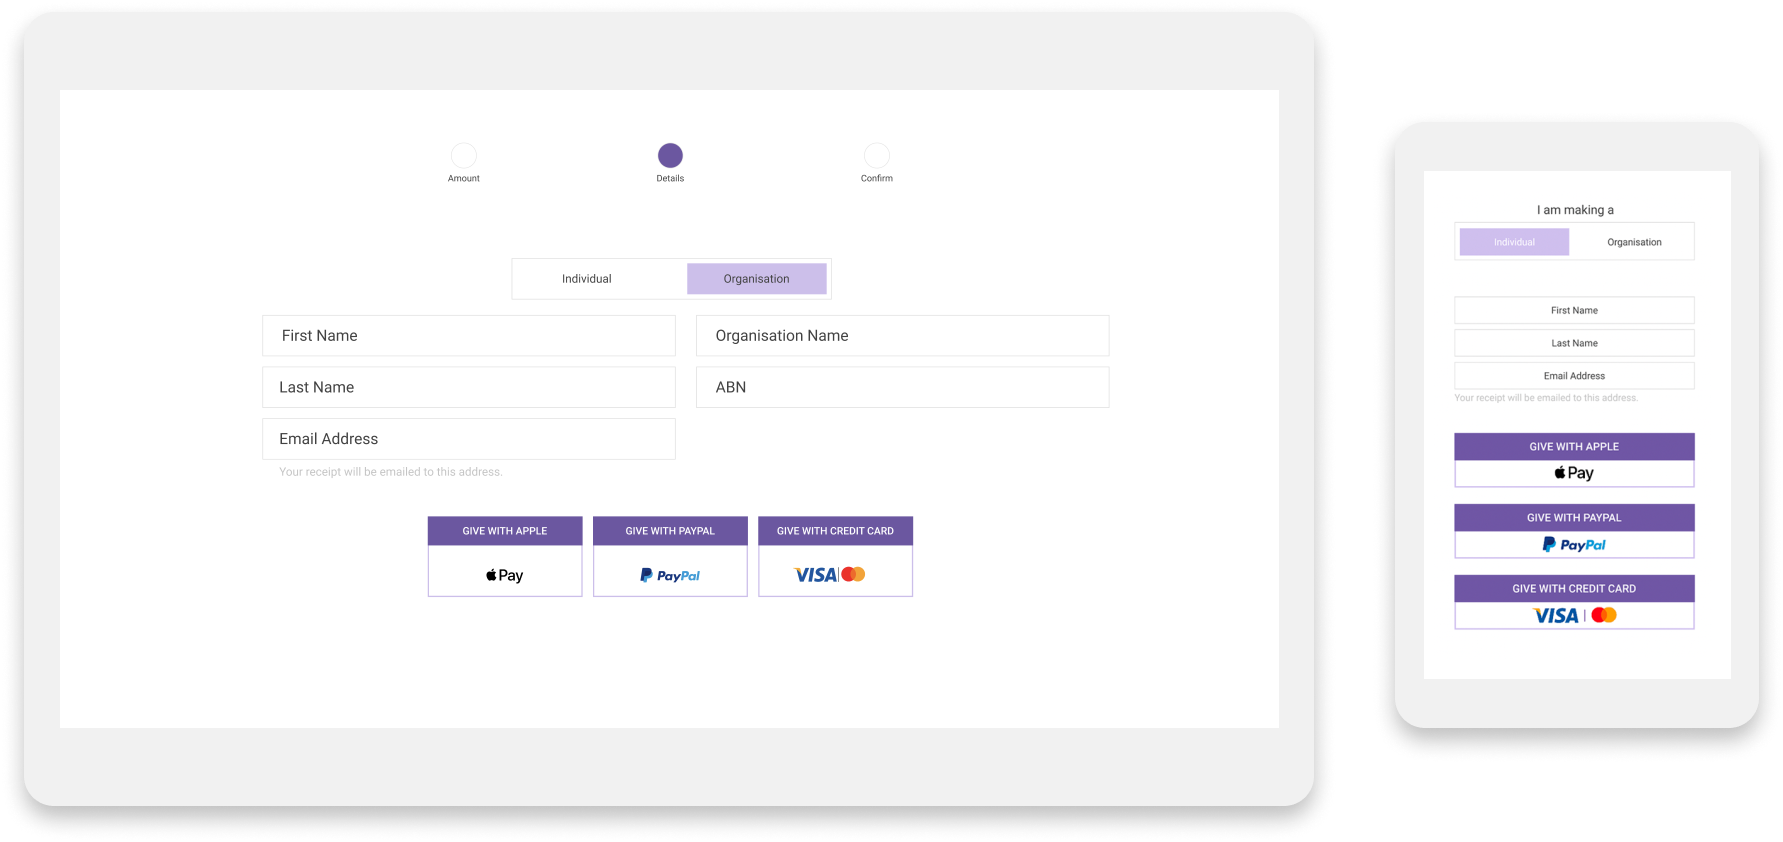 Amount
Details
Confirm
Individual
Organisation
First Name
Organisation Name
Last Name
ABN
Email Address
Your receipt will be emailed to this address.
GIVE WITH APPLE
GIVE WITH PAYPAL
GIVE WITH CREDIT CARD
Pay
PayPal
VISA
I am making a
Individual
Organisation
First Name
Last Name
Email Address
Your receipt will be emailed to this address.
GIVE WITH APPLE
Pay
GIVE WITH PAYPAL
PayPal
GIVE WITH CREDIT CARD
VISA